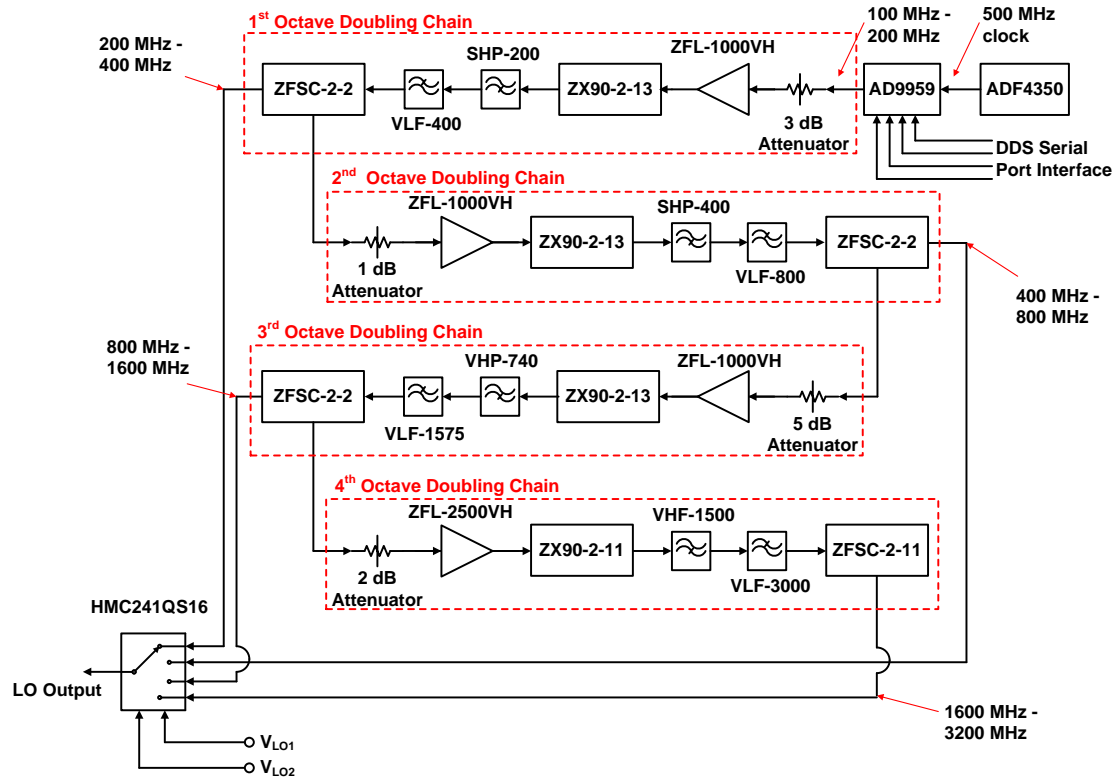 1st Octave Doubling Chain
200 MHz -
400 MHz
100 MHz -
200 MHz
500 MHz
clock
ZFSC-2-2
VLF-400
SHP-200
ZX90-2-13
ZFL-1000VH
3 dB
Attenuator
AD9959
ADF4350
DDS Serial
Port Interface
2nd Octave Doubling Chain
1 dB
Attenuator
ZFL-1000VH
ZX90-2-13
SHP-400
VLF-800
ZFSC-2-2
400 MHz -
800 MHz
3rd Octave Doubling Chain
800 MHz -
1600 MHz
ZFSC-2-2
VLF-1575
VHP-740
ZX90-2-13
ZFL-1000VH
5 dB
Attenuator
4th Octave Doubling Chain
2 dB
Attenuator
ZFL-2500VH
ZX90-2-11
VHF-1500
VLF-3000
ZFSC-2-11
HMC241QS16
LO Output
1600 MHz -
3200 MHz
VLO1
VLO2